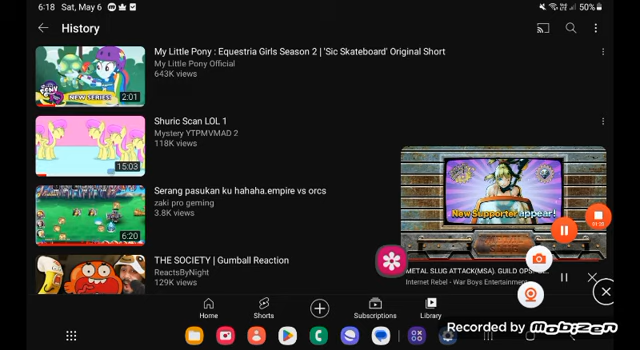 6:18 Sat, May 6
50%
History
My Little Pony : Equestria Girls Season 2 | 'Sic Skateboard' Original Short
My Little Pony Official
643K views
NEW SERIES!
2:01
Shuric Scan LOL 1
Mystery YTPMVMAD 2
118K views
15:03
Serang pasukan ku hahaha.empire vs orcs
zaki pro geming
3.8K views
6:20
THE SOCIETY | Gumball Reaction
ReactsByNight
129K views
New Supporter appear!
METAL SLUG ATTACK(MSA). GUILD OPS
Internet Rebel - War Boys Entertainment
Home
Shorts
Subscriptions
Library
Recorded by mobizen